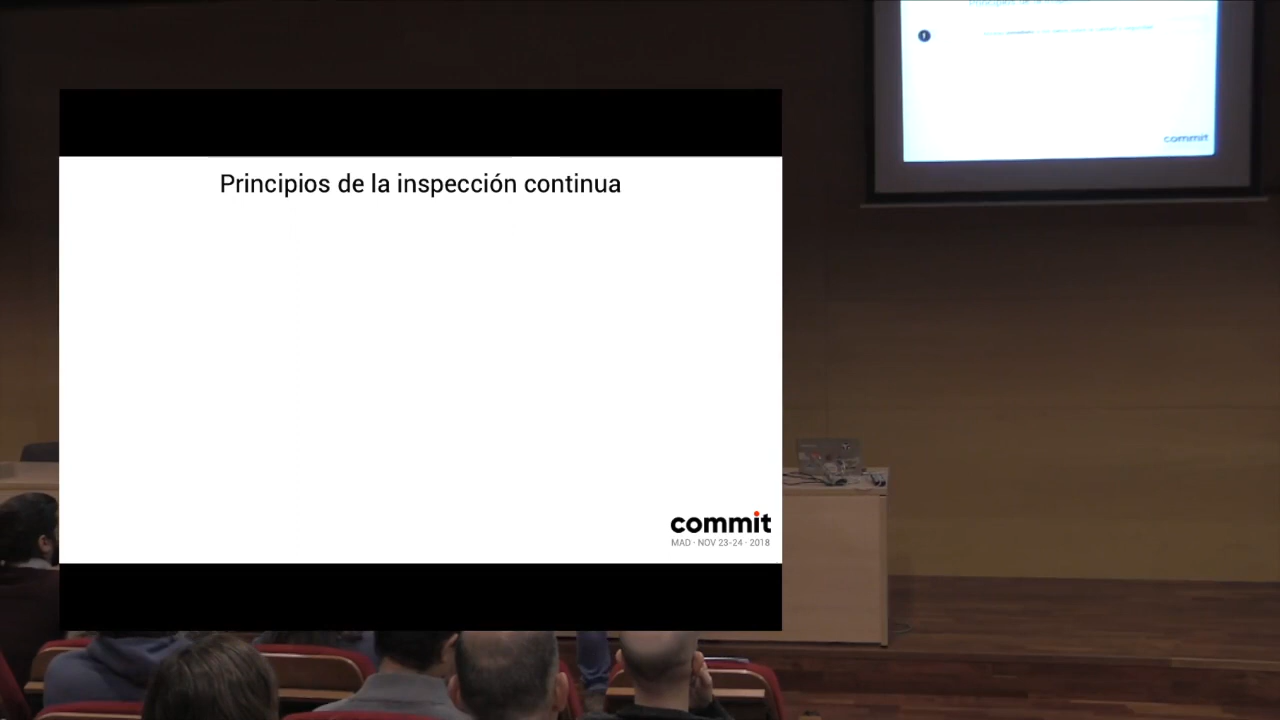 Principios de la inspección continua
commit
MAD · NOV 23-24 · 2018
commit